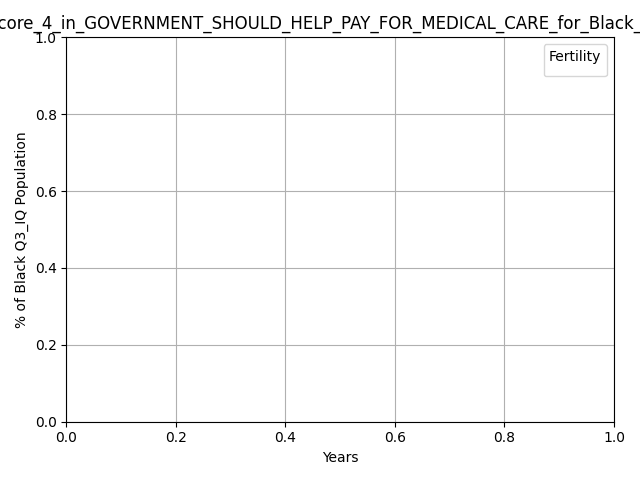 core_4_in_GOVERNMENT_SHOULD_HELP_PAY_FOR_MEDICAL_CARE_for_Black_
Fertility
1.0
0.8
0.6
0.4
0.2
0.0
% of Black Q3_IQ Population
0.0 0.2 0.4 0.6 0.8 1.0
Years